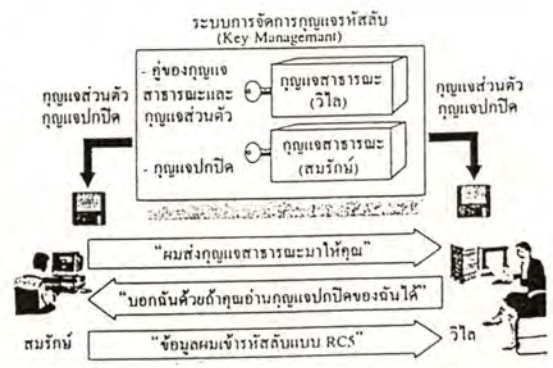 ระบบการจัดการกุญแจรหัสลับ
(Key Management)
- คู่ของกุญแจ
สาธารณะและ
กุญแจส่วนตัว
- กุญแจปกปิด
กุญแจสาธารณะ
(วิไล)
กุญแจสาธารณะ
(สมรักษ์)
กุญแจส่วนตัว
กุญแจปกปิด
กุญแจส่วนตัว
กุญแจปกปิด
"ผมส่งกุญแจสาธารณะมาให้คุณ"
"บอกฉันด้วยถ้าคุณอ่านกุญแจปกปิดของฉันได้"
"ข้อมูลผมเข้ารหัสลับแบบ RC5"
สมรักษ์
วิไล